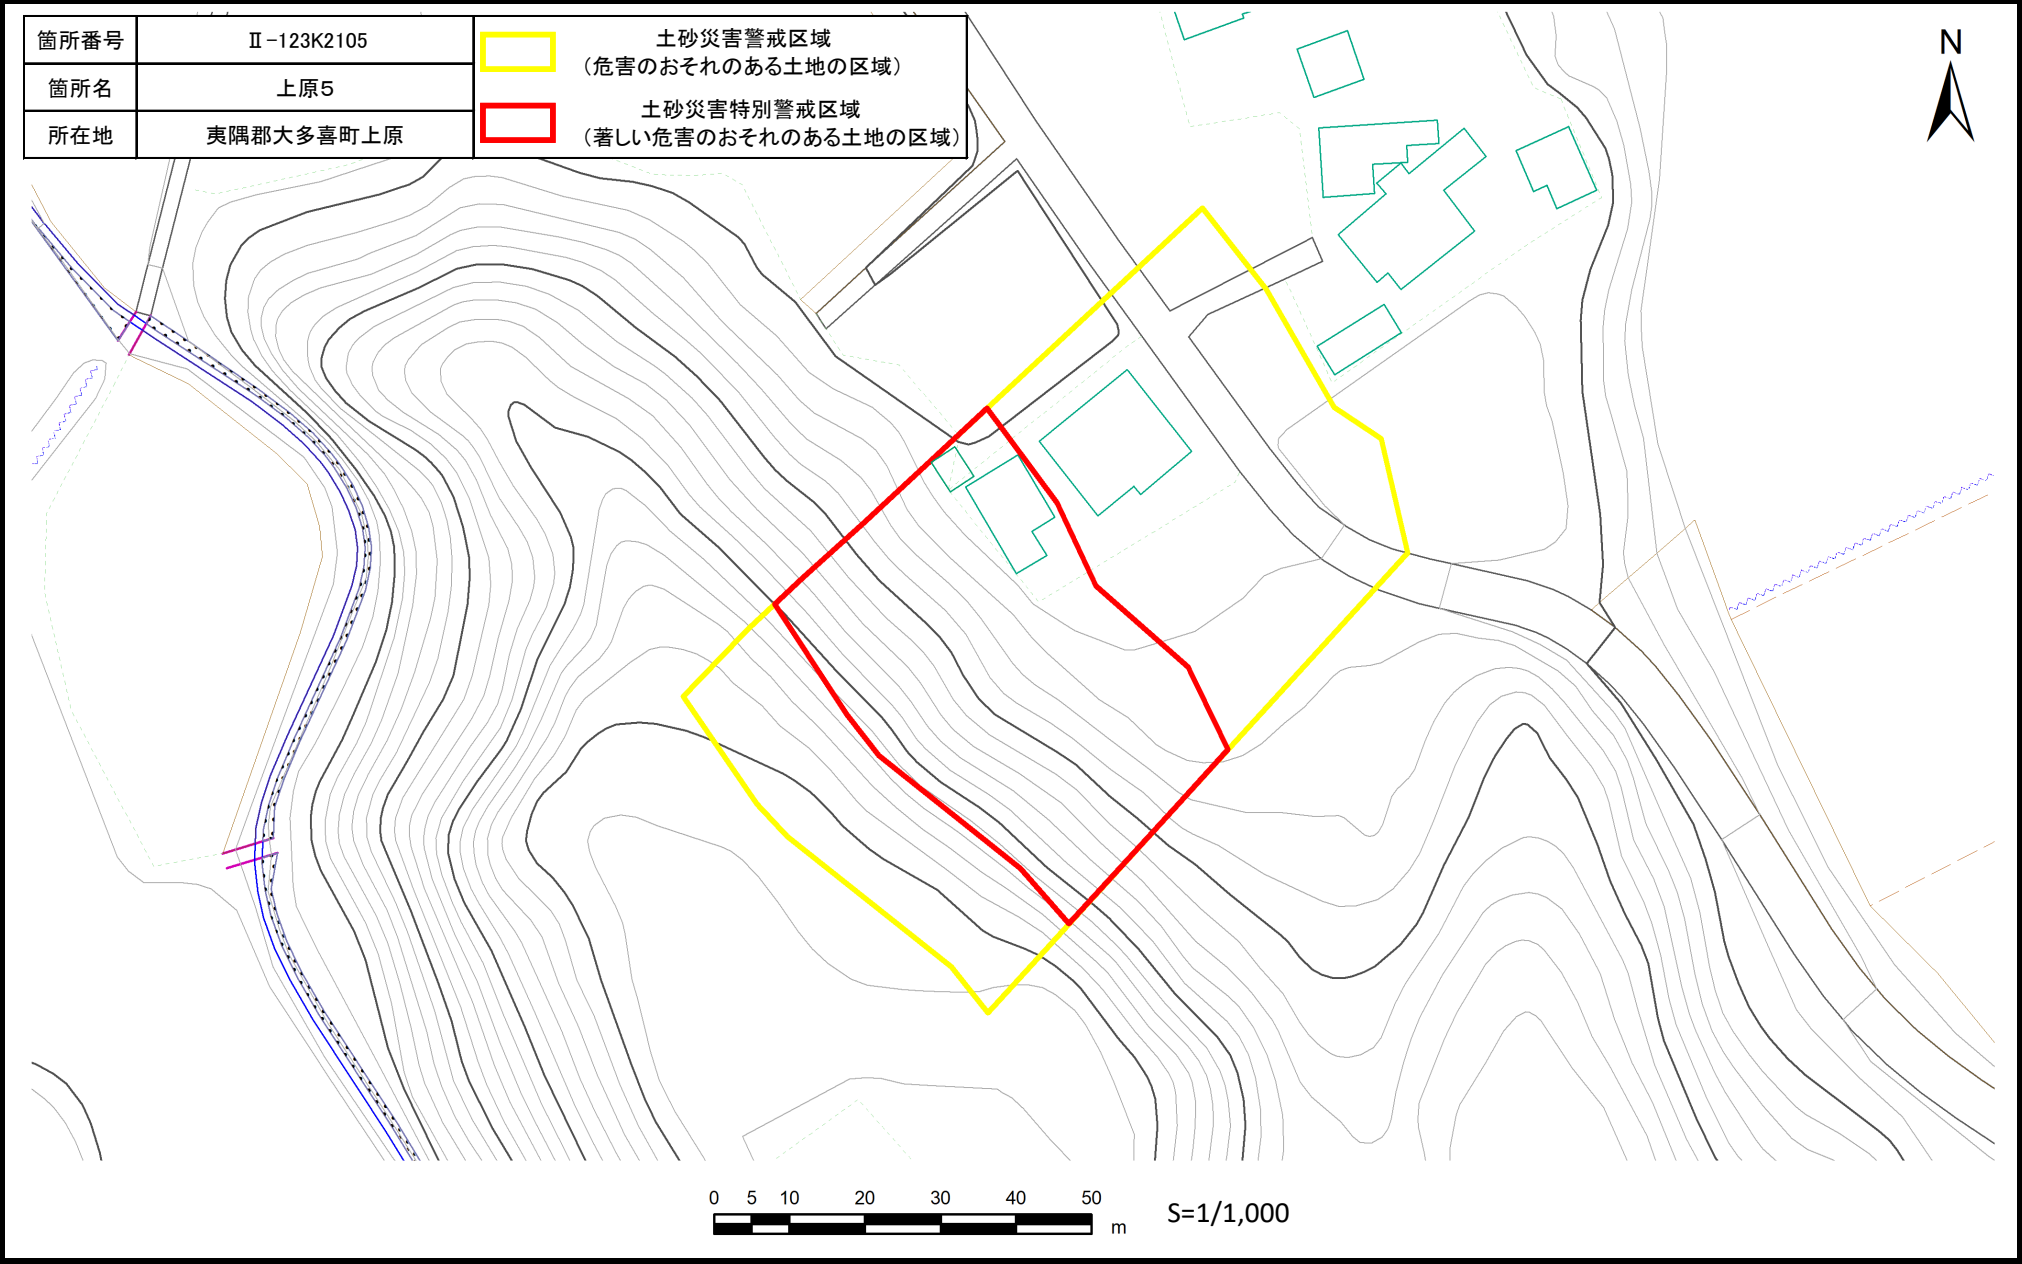 箇所番号 Ⅱ-123K2105
箇所名 上原5
所在地 夷隅郡大多喜町上原
土砂災害警戒区域
(危害のおそれのある土地の区域)
土砂災害特別警戒区域
(著しい危害のおそれのある土地の区域)
N
0 5 10 20 30 40 50
m
S=1/1,000